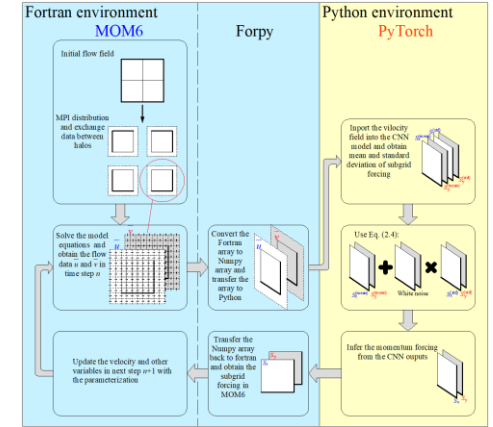 Fortran environment
MOM6
Forpy
Python environment
PyTorch
Initial flow field
MPI distribution
and exchange
data between
halos
Solve the model
equations and
obtain the flow
data u and v in
time step n
u
v
Convert the
Fortran
array to
Numpy
array and
transfer the
array to
Python
u
v
Inport the vilocity
field into the CNN
model and obtain
mean and standard
deviation of subgrid
forcing
Use Eq. (2.4):
White noise
Infer the momentum forcing
from the CNN ouputs
Transfer the
Numpy array
back to fortran
and obtain the
subgrid
forcing in
MOM6
Update the velocity and other
variables in next step n+1 with
the parameterization